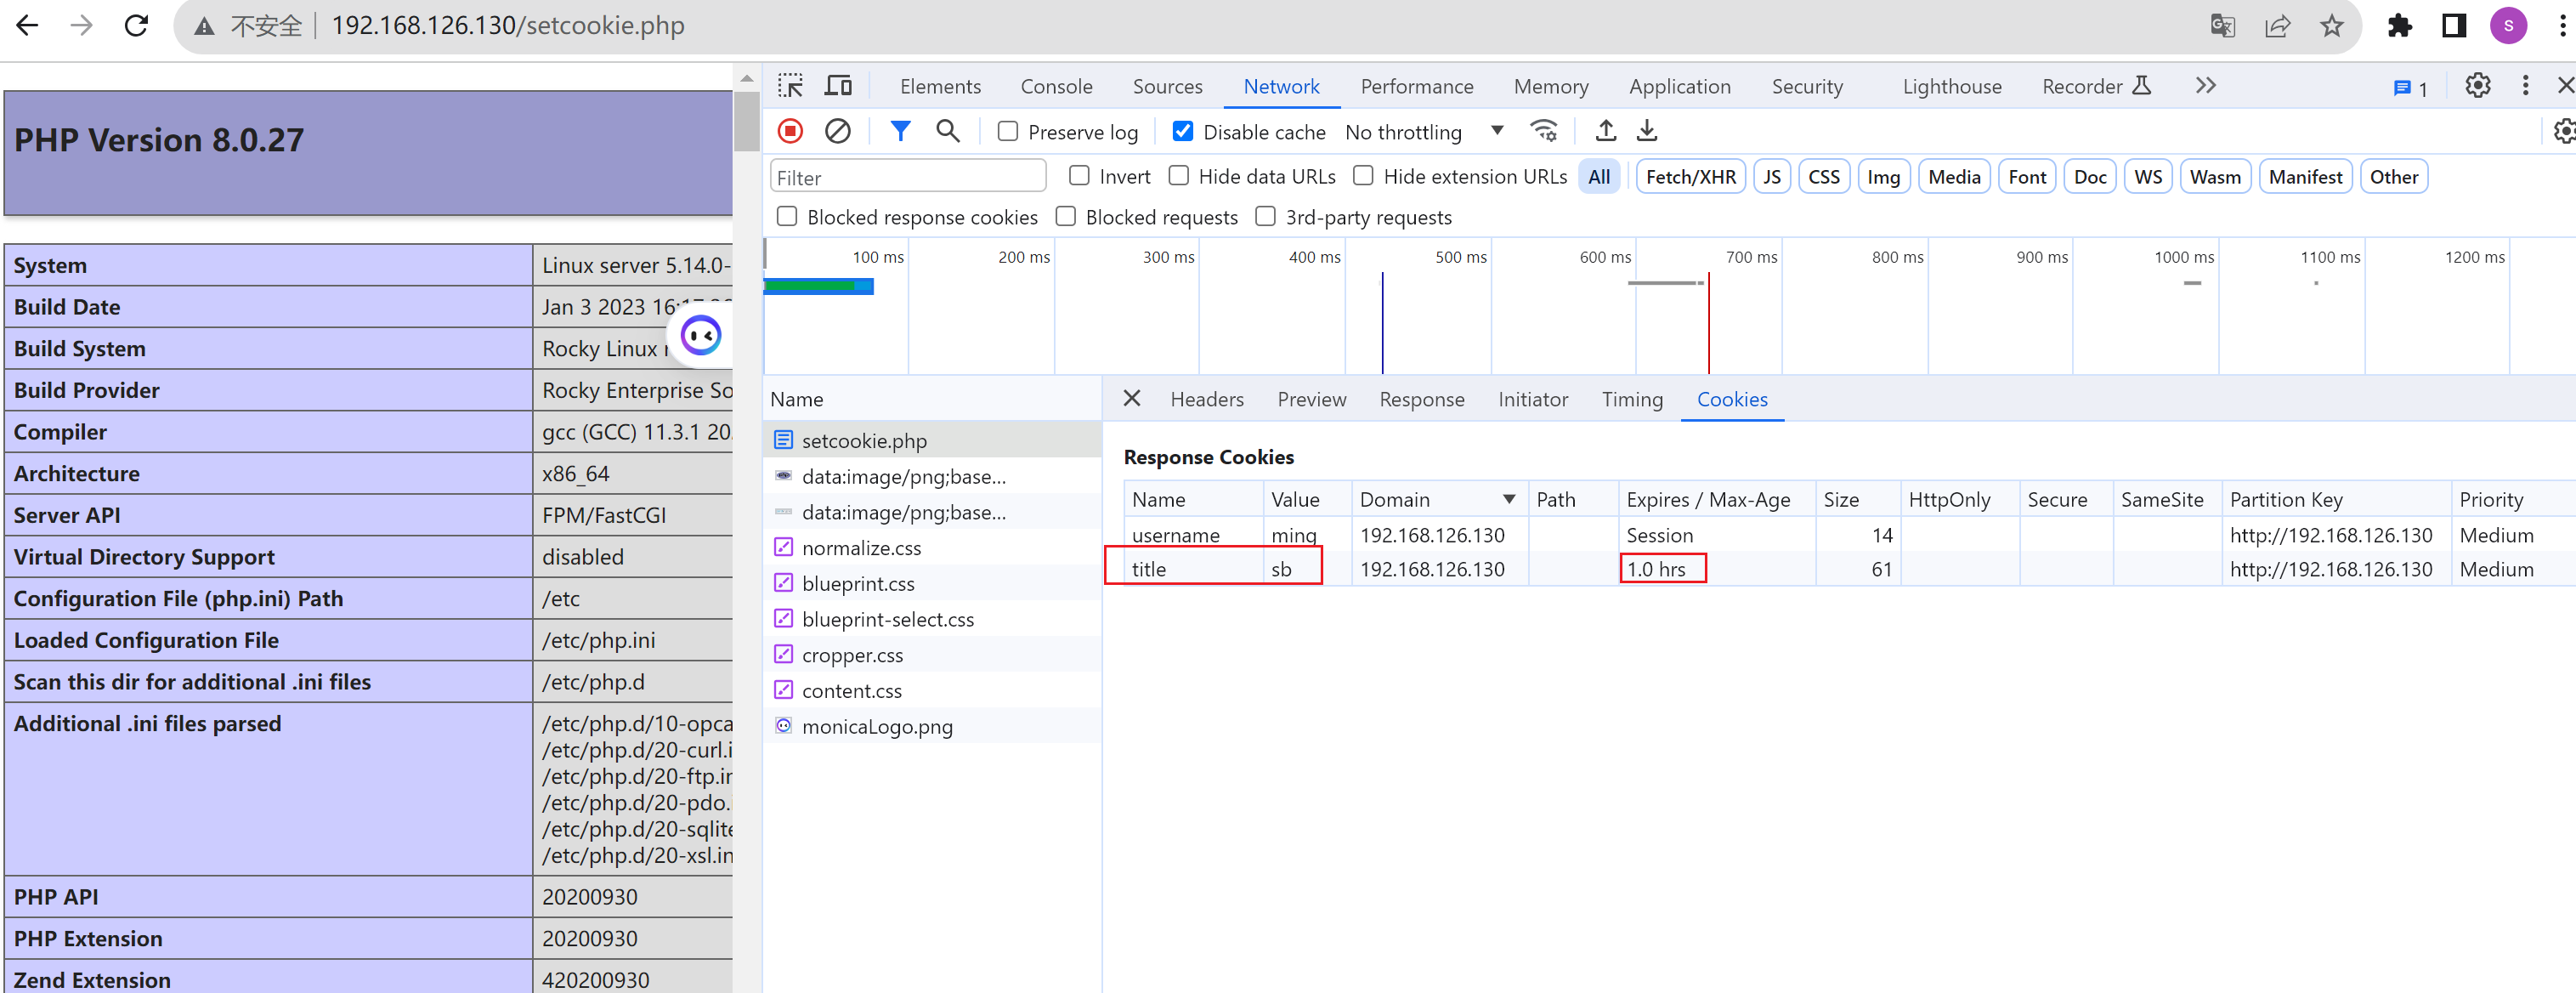 不安全 192.168.126.130/setcookie.php S
PHP Version 8.0.27
System Linux server 5.14.0-
Build Date Jan 3 2023
Build System Rocky Linux
Build Provider Rocky Enterprise So
Compiler gcc (GCC) 11.3.1
Architecture x86_64
Server API FPM/FastCGI
Virtual Directory Support disabled
Configuration File (php.ini) Path /etc
Loaded Configuration File /etc/php.ini
Scan this dir for additional .ini files /etc/php.d
Additional .ini files parsed /etc/php.d/10-opca
/etc/php.d/20-curl.i
/etc/php.d/20-ftp.in
/etc/php.d/20-pdo.
/etc/php.d/20-sqlite
/etc/php.d/20-xsl.in
PHP API 20200930
PHP Extension 20200930
Zend Extension 420200930
Elements Console Sources Network Performance Memory Application Security Lighthouse Recorder 1
Preserve log Disable cache No throttling
Filter Invert Hide data URLs Hide extension URLs All Fetch/XHR JS CSS Img Media Font Doc WS Wasm Manifest Other
Blocked response cookies Blocked requests 3rd-party requests
100 ms 200 ms 300 ms 400 ms 500 ms 600 ms 700 ms 800 ms 900 ms 1000 ms 1100 ms 1200 ms
Name
setcookie.php
data:image/png;base...
data:image/png;base...
normalize.css
blueprint.css
blueprint-select.css
cropper.css
content.css
monicaLogo.png
Headers Preview Response Initiator Timing Cookies
Response Cookies
Name Value Domain Path Expires / Max-Age Size HttpOnly Secure SameSite Partition Key Priority
username ming 192.168.126.130 Session 14 http://192.168.126.130 Medium
title sb 192.168.126.130 1.0 hrs 61 http://192.168.126.130 Medium